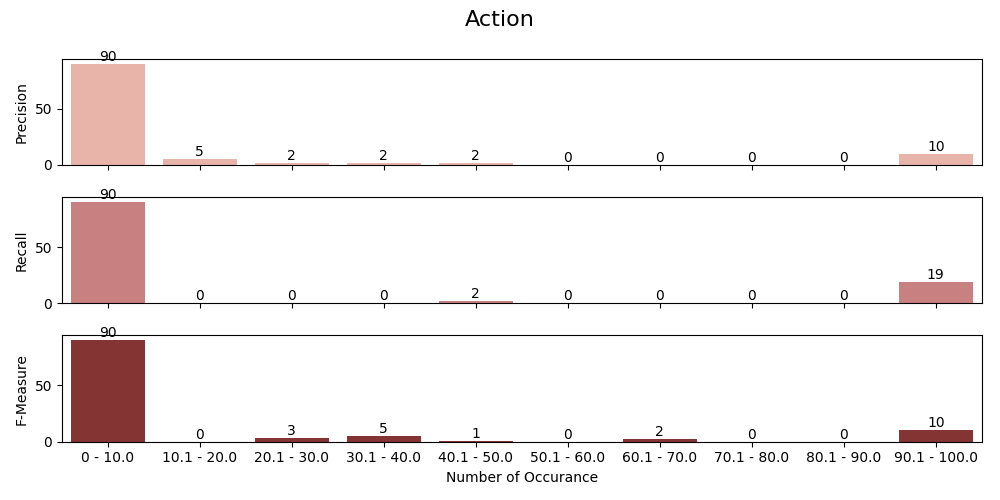 Action
Precision
50
0
90 5 2 2 2 0 0 0 0 10
Recall
50
0
90 0 0 0 2 0 0 0 0 19
F-Measure
50
0
90 0 3 5 1 0 2 0 0 10
0 - 10.0 10.1 - 20.0 20.1 - 30.0 30.1 - 40.0 40.1 - 50.0 50.1 - 60.0 60.1 - 70.0 70.1 - 80.0 80.1 - 90.0 90.1 - 100.0
Number of Occurance